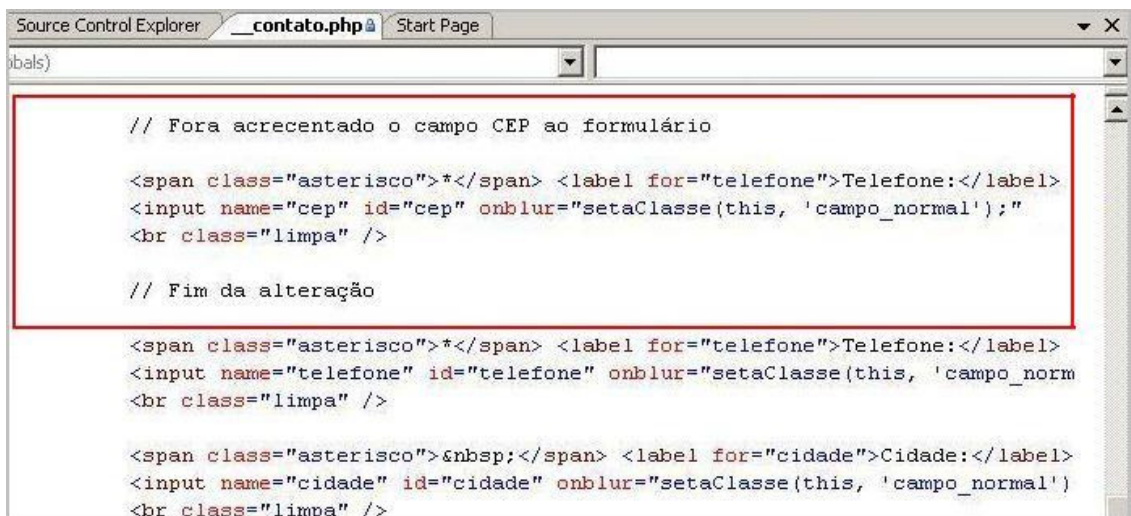 Source Control Explorer __contato.php Start Page
bals)
// Fora acrecentado o campo CEP ao formulário
<span class="asterisco">*</span> <label for="telefone">Telefone:</label>
<input name="cep" id="cep" onblur="setaClasse(this, 'campo_normal');"
<br class="limpa" />
// Fim da alteração
<span class="asterisco">*</span> <label for="telefone">Telefone:</label>
<input name="telefone" id="telefone" onblur="setaClasse(this, 'campo_norm
<br class="limpa" />
<span class="asterisco">&nbsp;</span> <label for="cidade">Cidade:</label>
<input name="cidade" id="cidade" onblur="setaClasse(this, 'campo_normal')
<br class="limpa" />